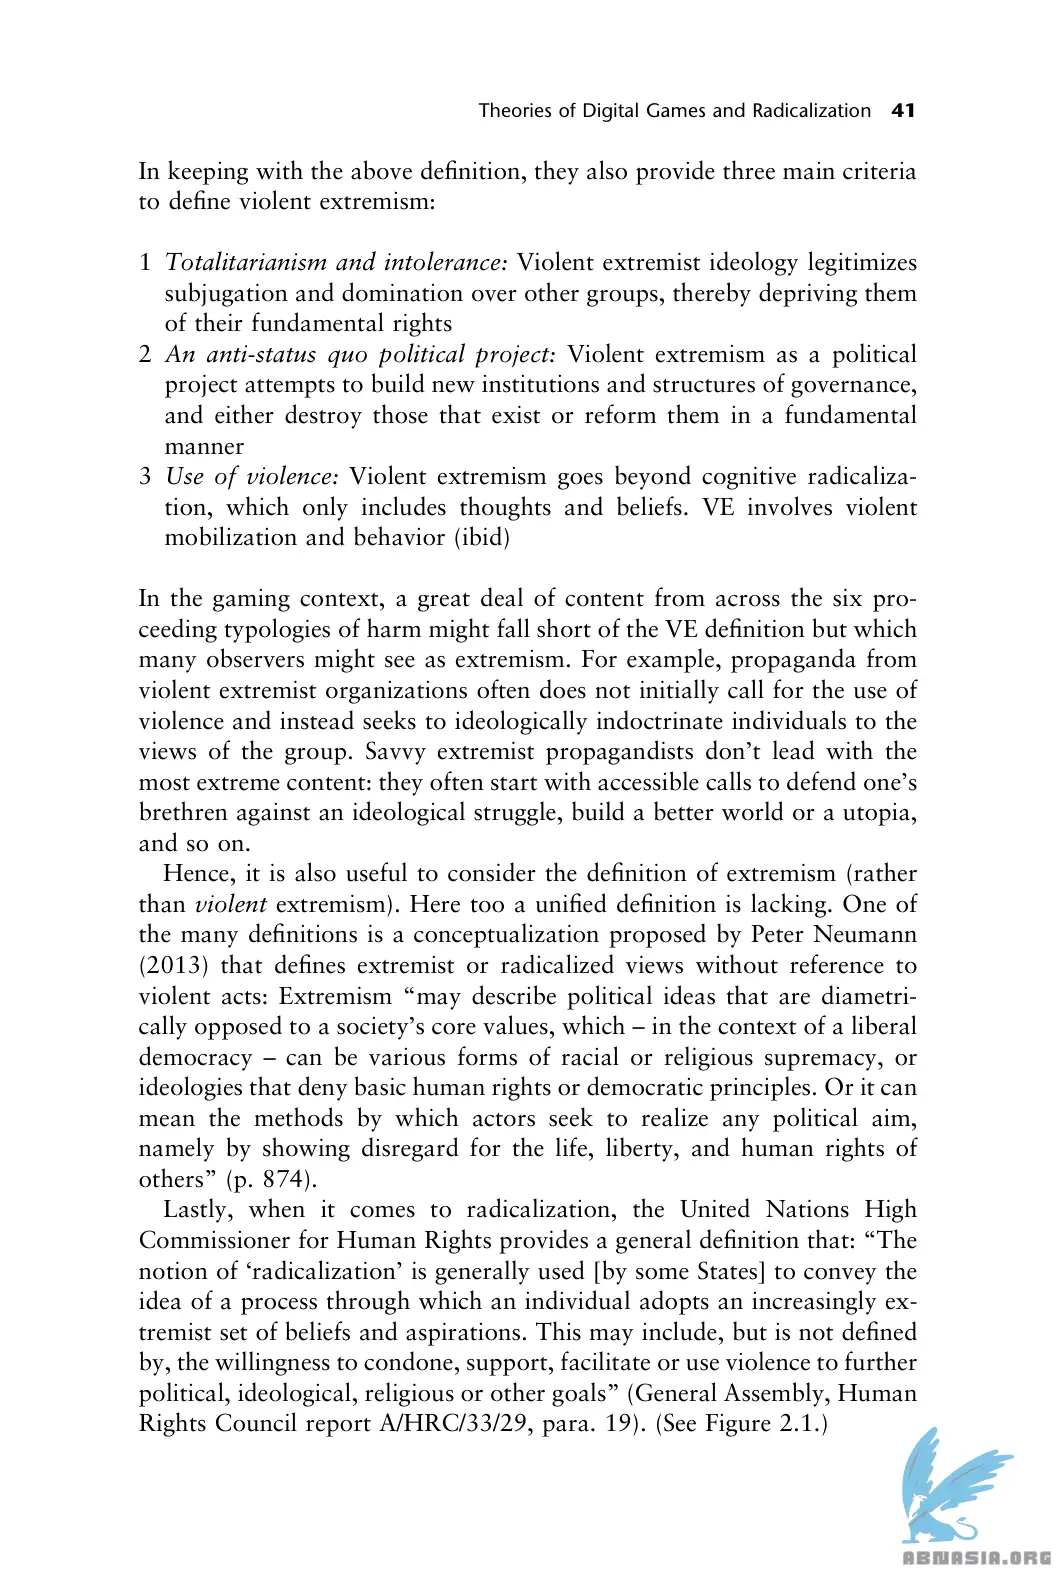 Theories of Digital Games and Radicalization 41
In keeping with the above definition, they also provide three main criteria
to define violent extremism:
1 Totalitarianism and intolerance: Violent extremist ideology legitimizes
subjugation and domination over other groups, thereby depriving them
of their fundamental rights
2 An anti-status quo political project: Violent extremism as a political
project attempts to build new institutions and structures of governance,
and either destroy those that exist or reform them in a fundamental
manner
3 Use of violence: Violent extremism goes beyond cognitive radicaliza-
tion, which only includes thoughts and beliefs. VE involves violent
mobilization and behavior (ibid)
In the gaming context, a great deal of content from across the six pro-
ceeding typologies of harm might fall short of the VE definition but which
many observers might see as extremism. For example, propaganda from
violent extremist organizations often does not initially call for the use of
violence and instead seeks to ideologically indoctrinate individuals to the
views of the group. Savvy extremist propagandists don’t lead with the
most extreme content: they often start with accessible calls to defend one’s
brethren against an ideological struggle, build a better world or a utopia,
and so on.
Hence, it is also useful to consider the definition of extremism (rather
than violent extremism). Here too a unified definition is lacking. One of
the many definitions is a conceptualization proposed by Peter Neumann
(2013) that defines extremist or radicalized views without reference to
violent acts: Extremism “may describe political ideas that are diametri-
cally opposed to a society’s core values, which – in the context of a liberal
democracy – can be various forms of racial or religious supremacy, or
ideologies that deny basic human rights or democratic principles. Or it can
mean the methods by which actors seek to realize any political aim,
namely by showing disregard for the life, liberty, and human rights of
others” (p. 874).
Lastly, when it comes to radicalization, the United Nations High
Commissioner for Human Rights provides a general definition that: “The
notion of ‘radicalization’ is generally used [by some States] to convey the
idea of a process through which an individual adopts an increasingly ex-
tremist set of beliefs and aspirations. This may include, but is not defined
by, the willingness to condone, support, facilitate or use violence to further
political, ideological, religious or other goals” (General Assembly, Human
Rights Council report A/HRC/33/29, para. 19). (See Figure 2.1.)
ABNASIA.ORG